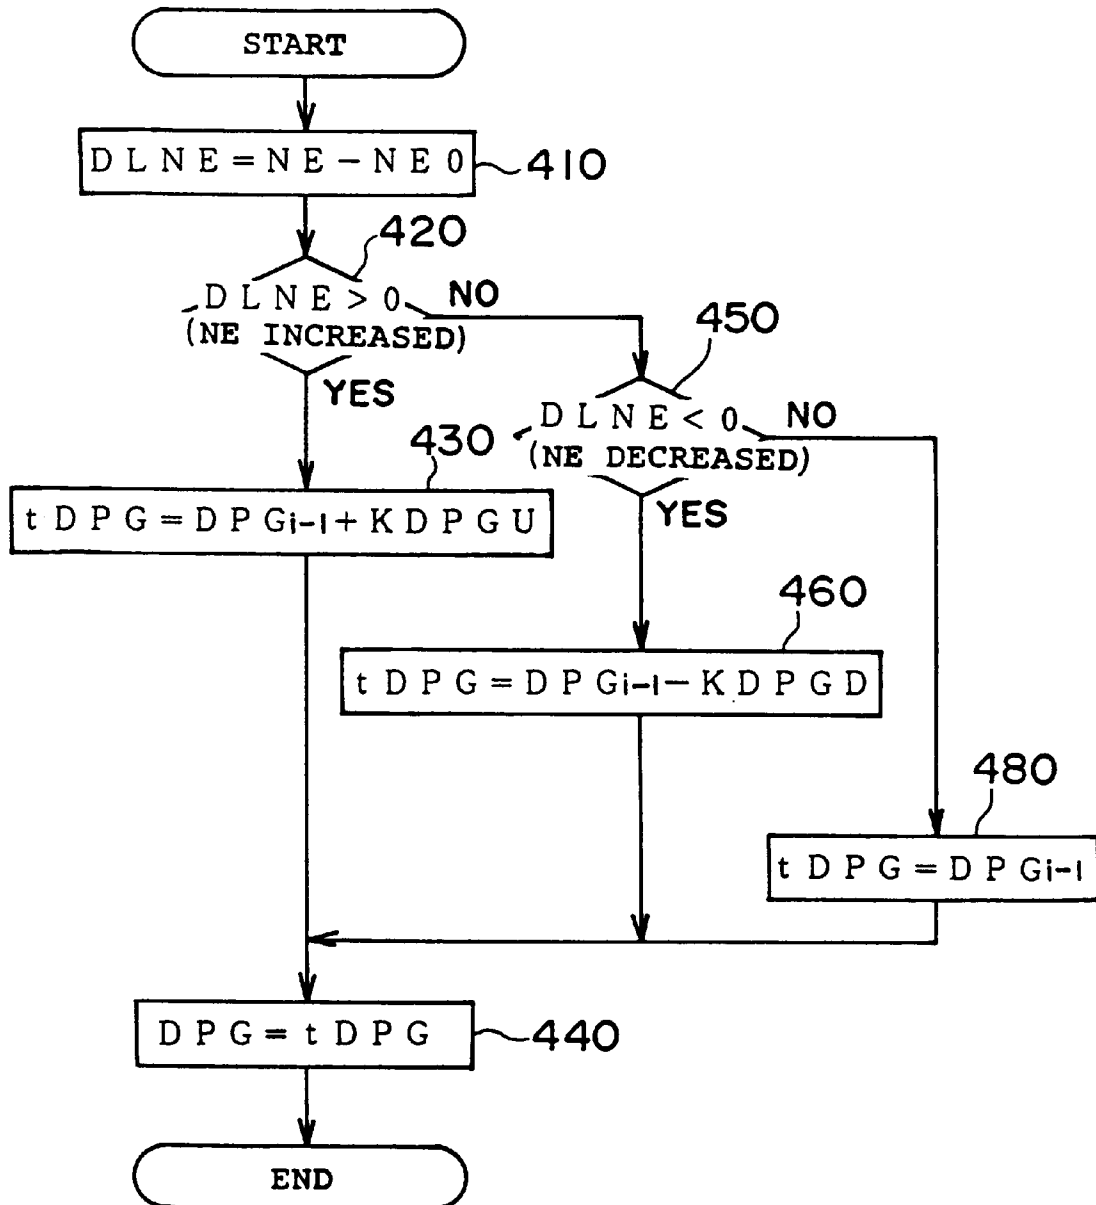 START
DLNE=NE-NE0
410
420
DLNE>0
(NE INCREASED)
NO
YES
450
DLNE<0
(NE DECREASED)
NO
YES
430
tDPG=DPGi-1+KDPGU
460
tDPG=DPGi-1-KDPGD
480
tDPG=DPGi-1
DPG=tDPG
440
END